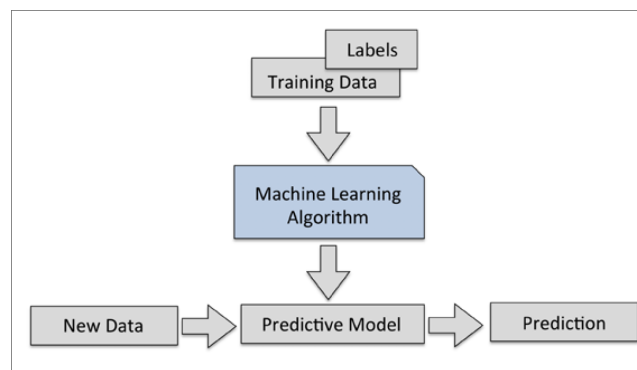 Labels
Training Data
Machine Learning
Algorithm
New Data
Predictive Model
Prediction